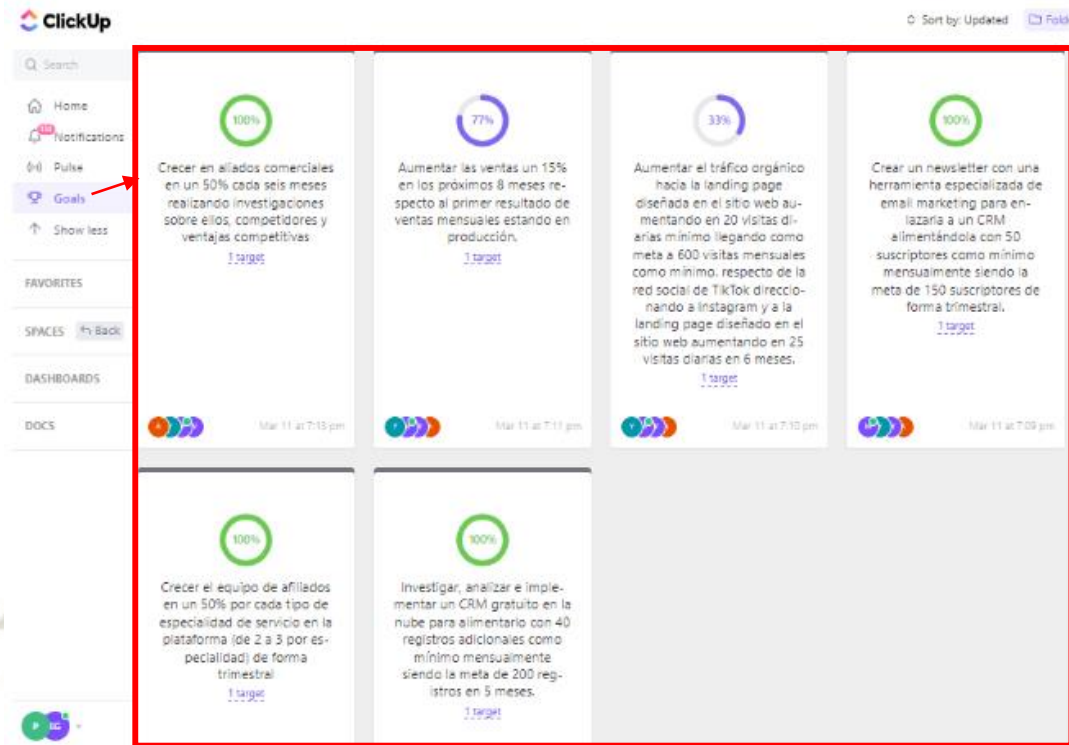 ClickUp
Sort by: Updated
Search
Home
Notifications
Pulse
Goals
Show less
FAVORITES
SPACES
Back
DASHBOARDS
DOCS
100%
Crecer en aliados comerciales
en un 50% cada seis meses
realizando investigaciones
sobre ellos, competidores y
ventajas competitivas
1 target
Mar 11 at 7:13 pm
77%
Aumentar las ventas un 15%
en los próximos 8 meses re-
specto al primer resultado de
ventas mensuales estando en
producción.
1 target
Mar 11 at 7:11 pm
33%
Aumentar el tráfico orgánico
hacia la landing page
diseñada en el sitio web au-
mentando en 20 visitas di-
arias mínimo llegando como
meta a 600 visitas mensuales
como mínimo. respecto de la
red social de TikTok direccio-
nando a Instagram y a la
landing page diseñado en el
sitio web aumentando en 25
visitas diarias en 6 meses.
1 target
Mar 11 at 7:10 pm
100%
Crear un newsletter con una
herramienta especializada de
email marketing para en-
lazarla a un CRM
alimentándola con 50
suscriptores como mínimo
mensualmente siendo la
meta de 150 suscriptores de
forma trimestral.
1 target
Mar 11 at 7:09 pm
100%
Crecer el equipo de afiliados
en un 50% por cada tipo de
especialidad de servicio en la
plataforma (de 2 a 3 por es-
pecialidad) de forma
trimestral
1 target
100%
Investigar, analizar e imple-
mentar un CRM gratuito en la
nube para alimentarlo con 40
registros adicionales como
mínimo mensualmente
siendo la meta de 200 reg-
istros en 5 meses.
1 target